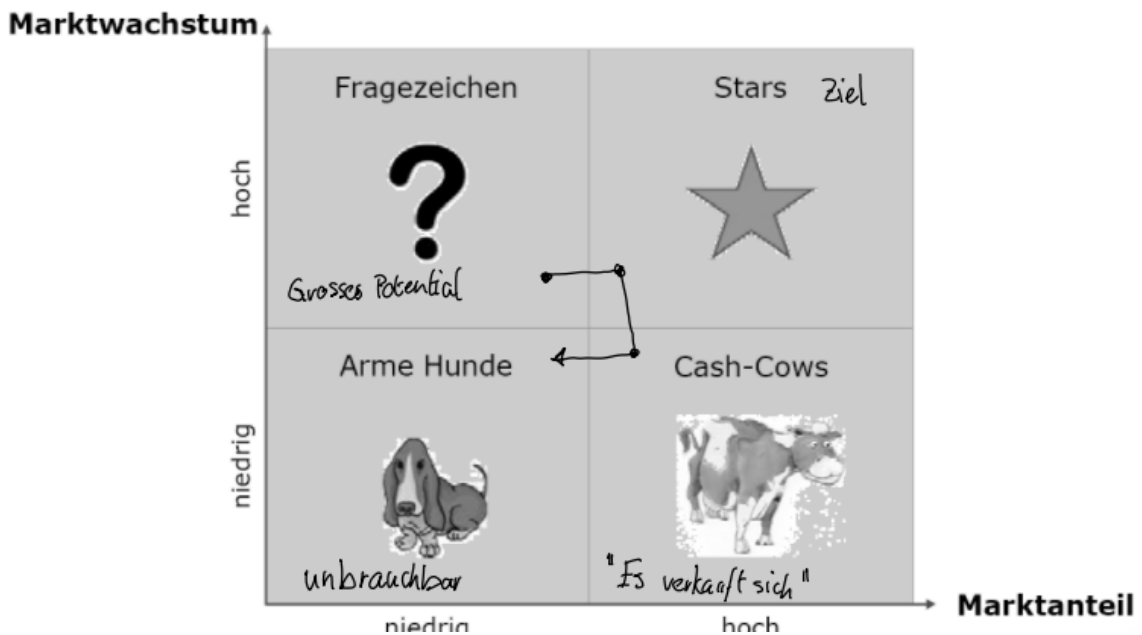 Marktwachstum
Fragezeichen
Stars Ziel
hoch
Grosses Potential
Arme Hunde
Cash-Cows
niedrig
unbrauchbar
"Es verkauft sich"
Marktanteil
niedrig
hoch